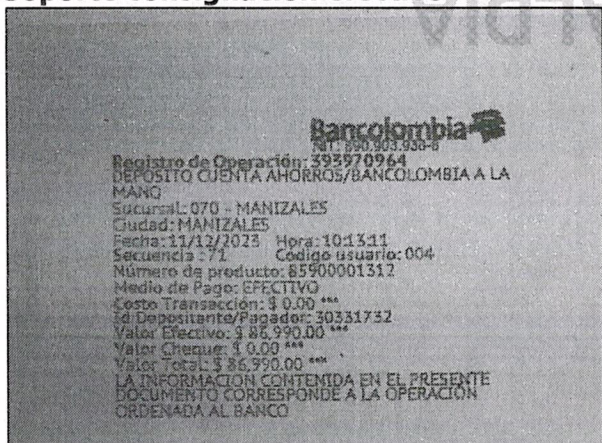 Bancolombia
NIT: 890.903.938-8
Registro de Operación: 393970964
DEPOSITO CUENTA AHORROS/BANCOLOMBIA A LA
MANO
Sucursal: 070 - MANIZALES
Ciudad: MANIZALES
Fecha: 11/12/2023 Hora: 10:13:11
Secuencia : 71 Código usuario: 004
Número de producto: 85900001312
Medio de Pago: EFECTIVO
Costo Transacción: $ 0.00 ***
Id Depositante/Pagador: 30331732
Valor Efectivo: $ 86,990.00 ***
Valor Cheque: $ 0.00 ***
Valor Total: $ 86,990.00 ***
LA INFORMACION CONTENIDA EN EL PRESENTE
DOCUMENTO CORRESPONDE A LA OPERACIÓN
ORDENADA AL BANCO